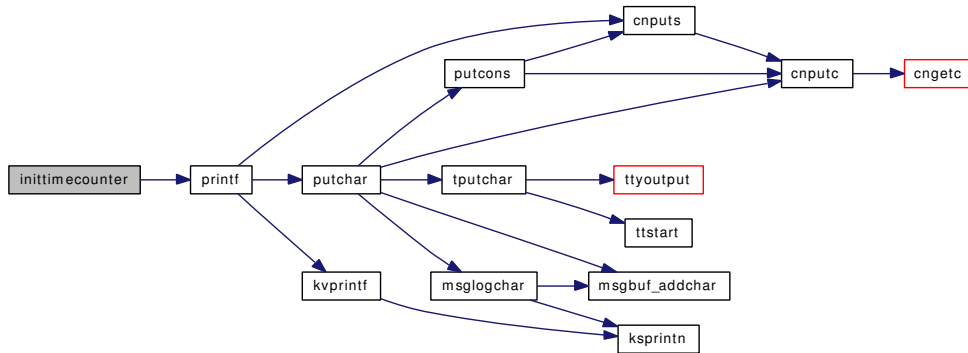 cnputs
putcons
cnputc
cngetc
inittimecounter
printf
putchar
tputchar
ttyoutput
ttstart
kvprintf
msglogchar
msgbuf_addchar
ksprintn